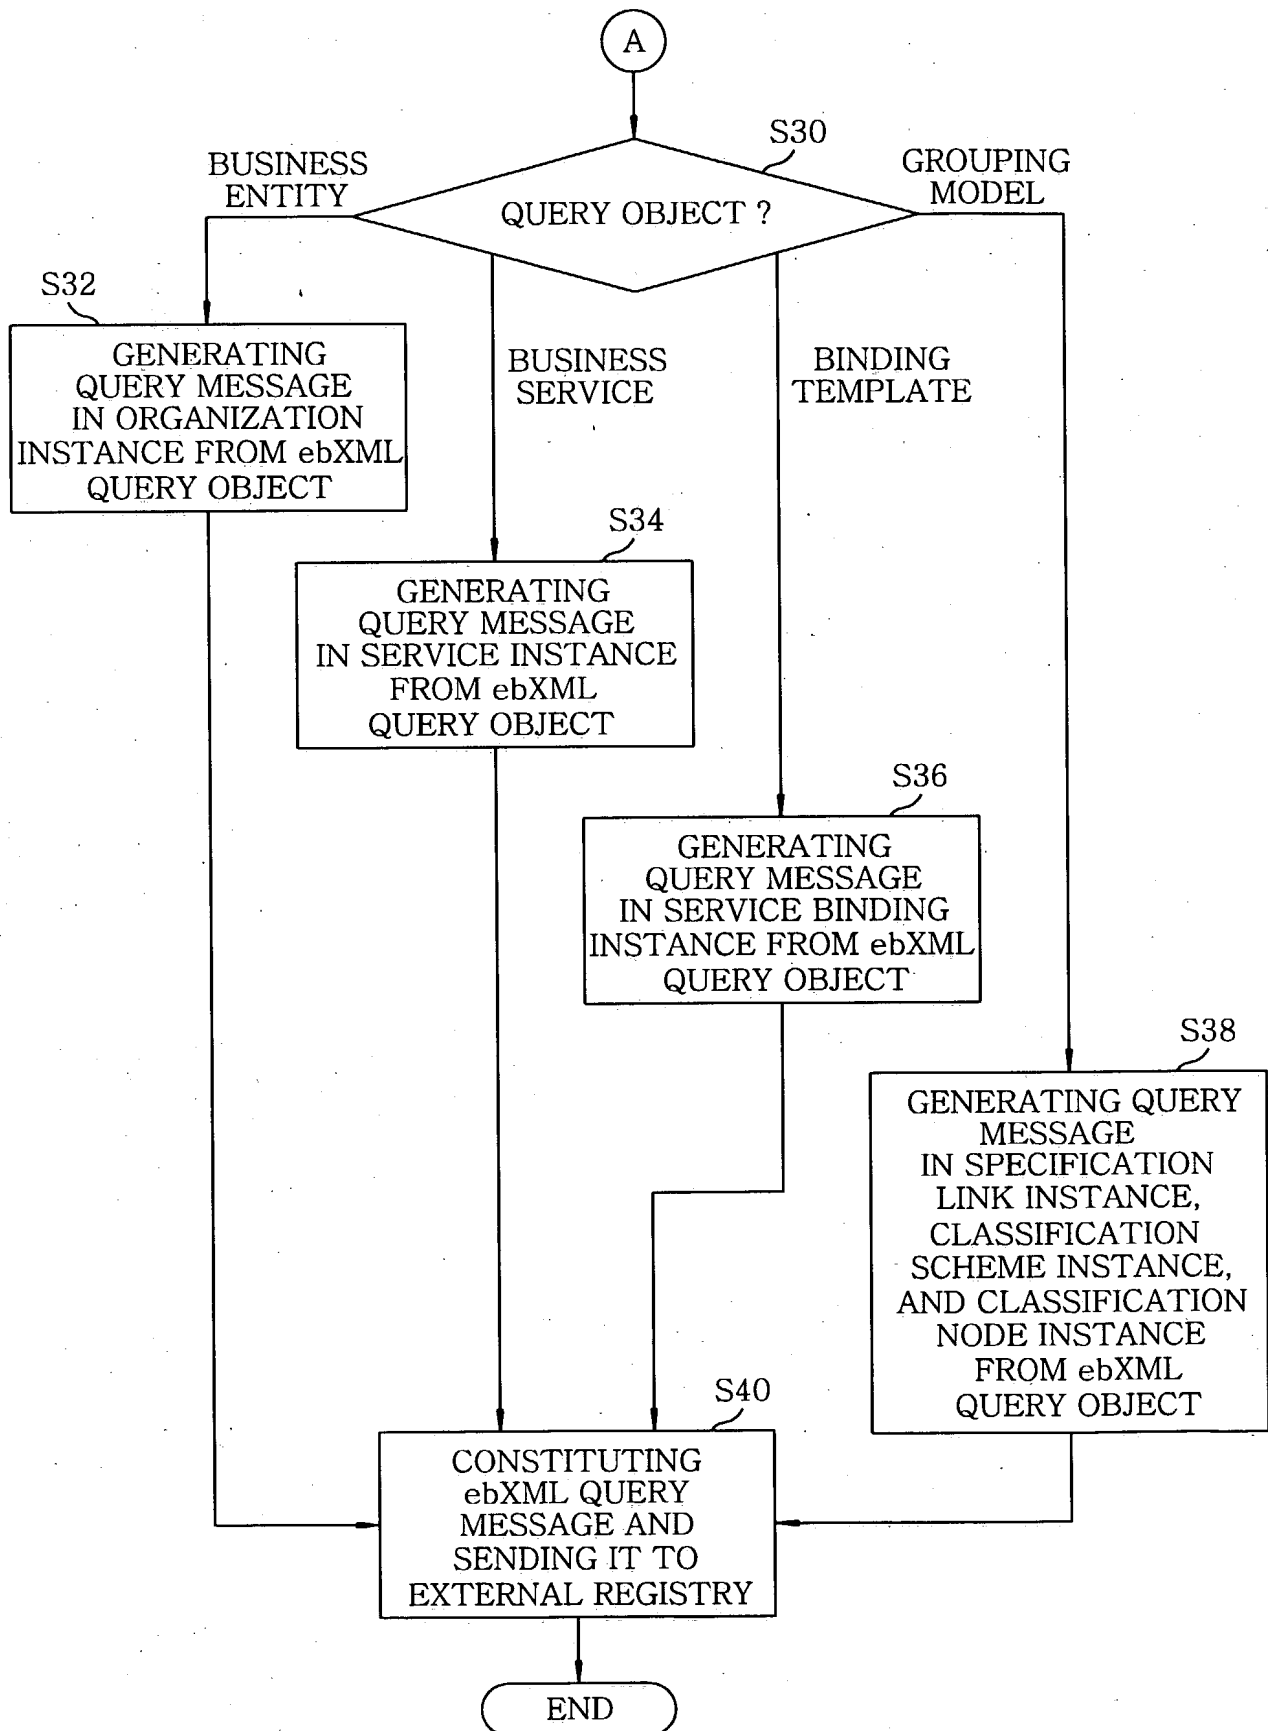 A
S30
BUSINESS
ENTITY
GROUPING
MODEL
QUERY OBJECT ?
S32
GENERATING
QUERY MESSAGE
IN ORGANIZATION
INSTANCE FROM ebXML
QUERY OBJECT
BUSINESS
SERVICE
BINDING
TEMPLATE
S34
GENERATING
QUERY MESSAGE
IN SERVICE INSTANCE
FROM ebXML
QUERY OBJECT
S36
GENERATING
QUERY MESSAGE
IN SERVICE BINDING
INSTANCE FROM ebXML
QUERY OBJECT
S38
GENERATING QUERY
MESSAGE
IN SPECIFICATION
LINK INSTANCE,
CLASSIFICATION
SCHEME INSTANCE,
AND CLASSIFICATION
NODE INSTANCE
FROM ebXML
QUERY OBJECT
S40
CONSTITUTING
ebXML QUERY
MESSAGE AND
SENDING IT TO
EXTERNAL REGISTRY
END